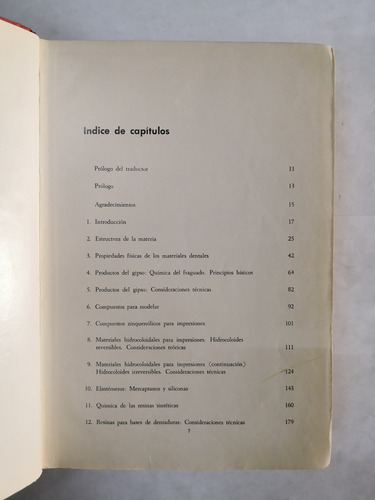 Indice de capítulos
Prólogo del traductor 11
Prólogo 13
Agradecimientos 15
1. Introducción 17
2. Estructura de la materia 25
3. Propiedades físicas de los materiales dentales 42
4. Productos del gipso: Química del fraguado. Principios básicos 64
5. Productos del gipso: Consideraciones técnicas 82
6. Compuestos para modelar 92
7. Compuestos zinquenólicos para impresiones 101
8. Materiales hidrocoloidales para impresiones. Hidrocoloides
reversibles. Consideraciones teóricas 111
9. Materiales hidrocoloidales para impresiones (continuación)
Hidrocoloides irreversibles. Consideraciones técnicas 124
10. Elastómeros: Mercaptanos y siliconas 143
11. Química de las resinas sintéticas 160
12. Resinas para bases de dentaduras: Consideraciones técnicas 179
7